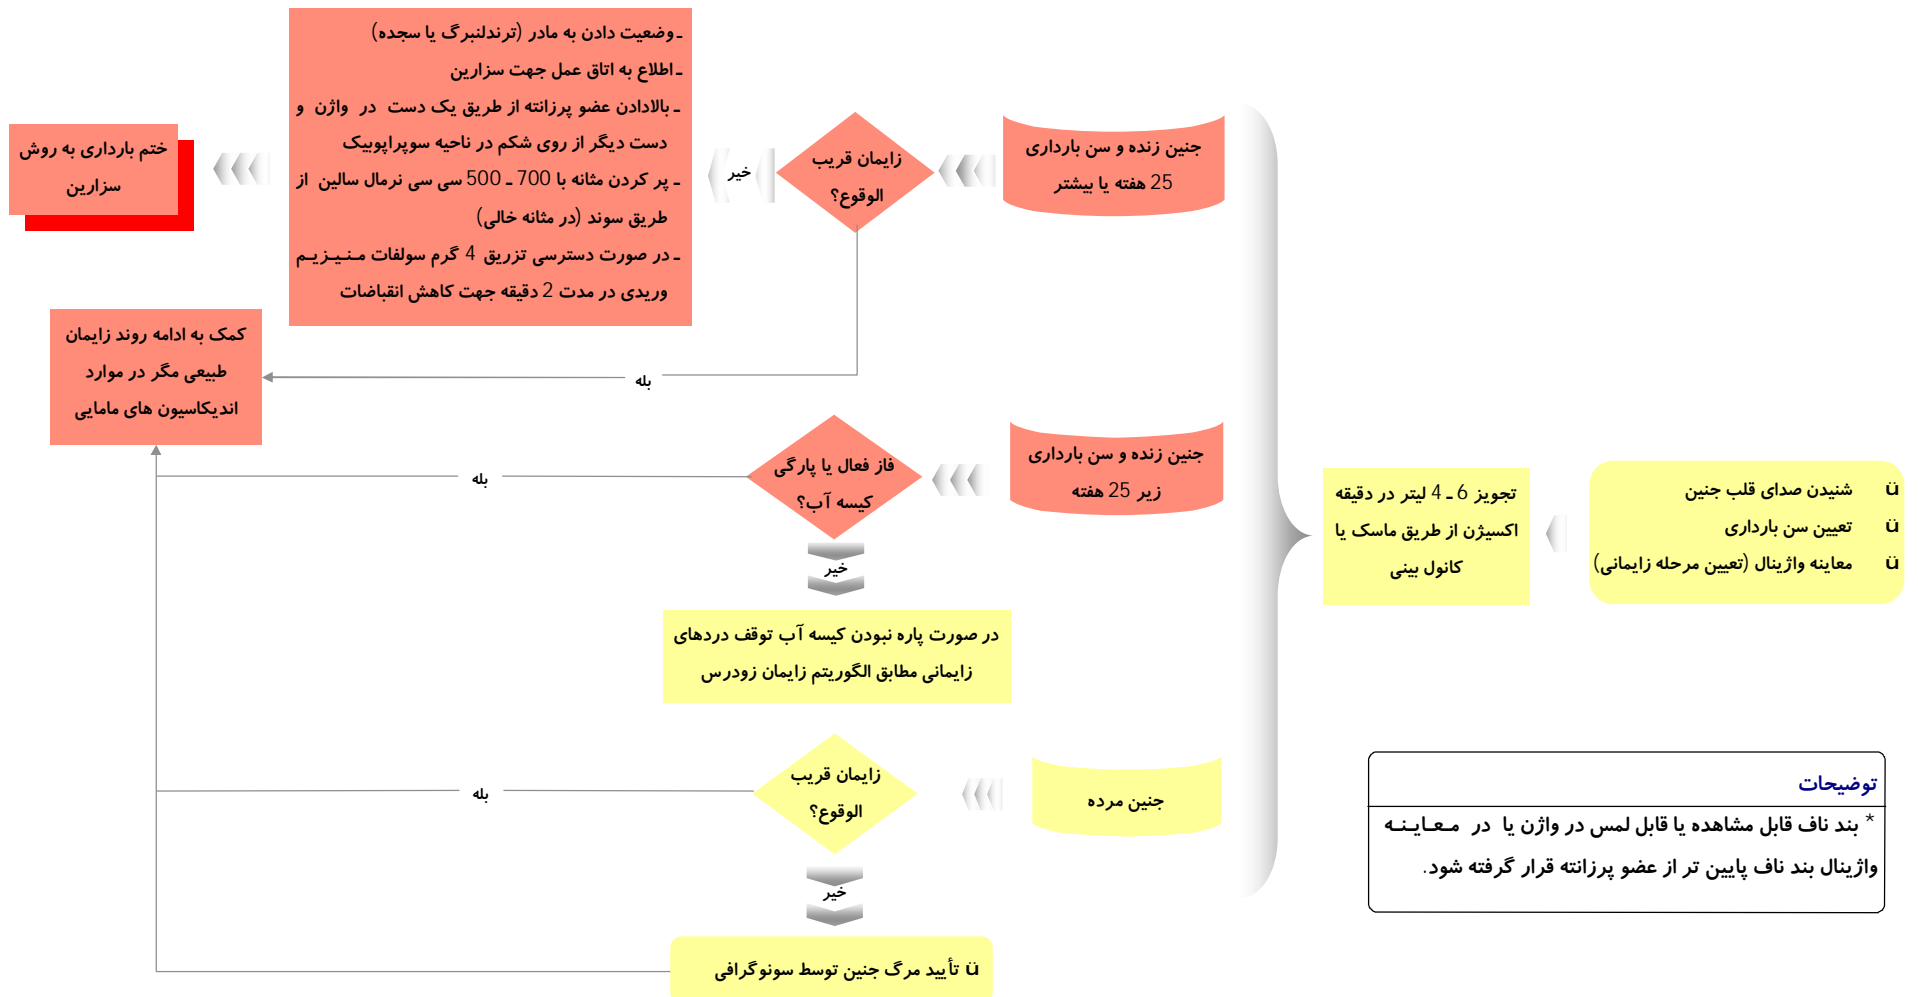 ü شنیدن صدای قلب جنین
ü تعیین سن بارداری
ü معاینه واژینال (تعیین مرحله زایمانی)
تجویز 6 ـ 4 لیتر در دقیقه
اکسیژن از طریق ماسک یا
کانول بینی
جنین زنده و سن بارداری
25 هفته یا بیشتر
زایمان قریب
الوقوع؟
خیر
ـ وضعیت دادن به مادر (ترندلنبرگ یا سجده)
ـ اطلاع به اتاق عمل جهت سزارین
ـ بالادادن عضو پرزانته از طریق یک دست در واژن و
دست دیگر از روی شکم در ناحیه سوپراپوبیک
ـ پر کردن مثانه با 700 ـ 500 سی سی نرمال سالین از
طریق سوند (در مثانه خالی)
ـ در صورت دسترسی تزریق 4 گرم سولفات منیزیم
وریدی در مدت 2 دقیقه جهت کاهش انقباضات
ختم بارداری به روش
سزارین
بله
کمک به ادامه روند زایمان
طبیعی مگر در موارد
اندیکاسیون های مامایی
جنین زنده و سن بارداری
زیر 25 هفته
فاز فعال یا پارگی
کیسه آب؟
بله
خیر
در صورت پاره نبودن کیسه آب توقف دردهای
زایمانی مطابق الگوریتم زایمان زودرس
جنین مرده
زایمان قریب
الوقوع؟
بله
خیر
ü تأیید مرگ جنین توسط سونوگرافی
توضیحات
* بند ناف قابل مشاهده یا قابل لمس در واژن یا در معاینه
واژینال بند ناف پایین تر از عضو پرزانته قرار گرفته شود.